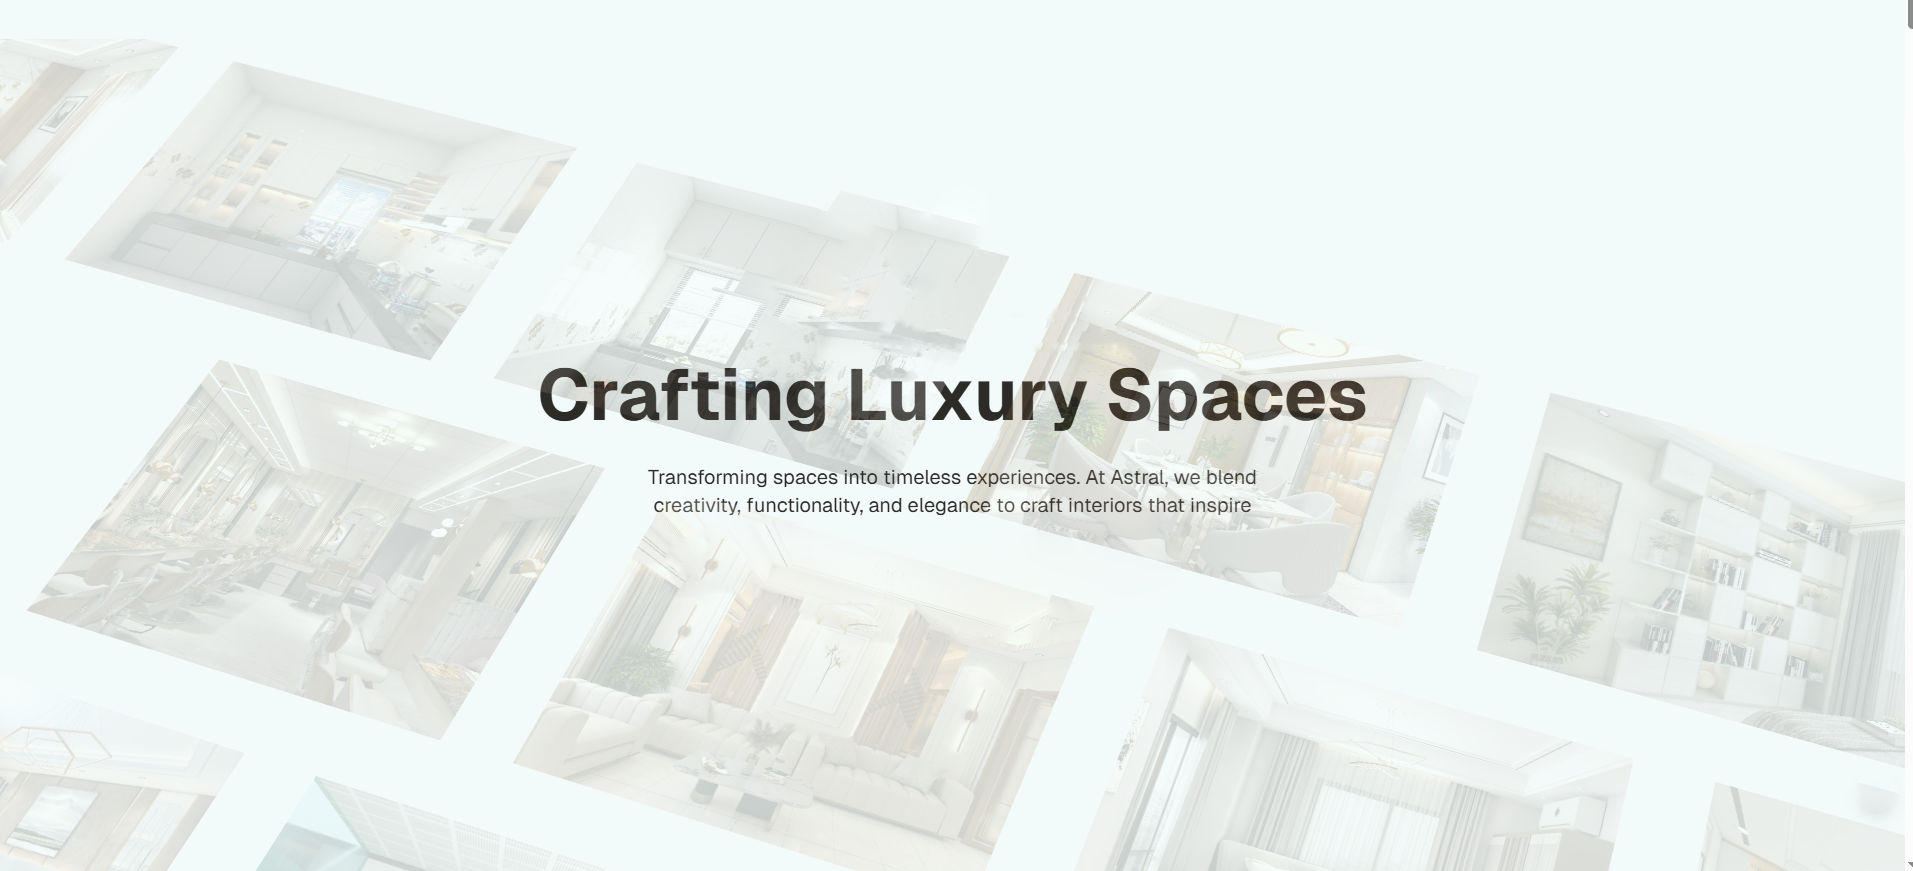 Crafting Luxury Spaces
Transforming spaces into timeless experiences. At Astral, we blend
creativity, functionality, and elegance to craft interiors that inspire